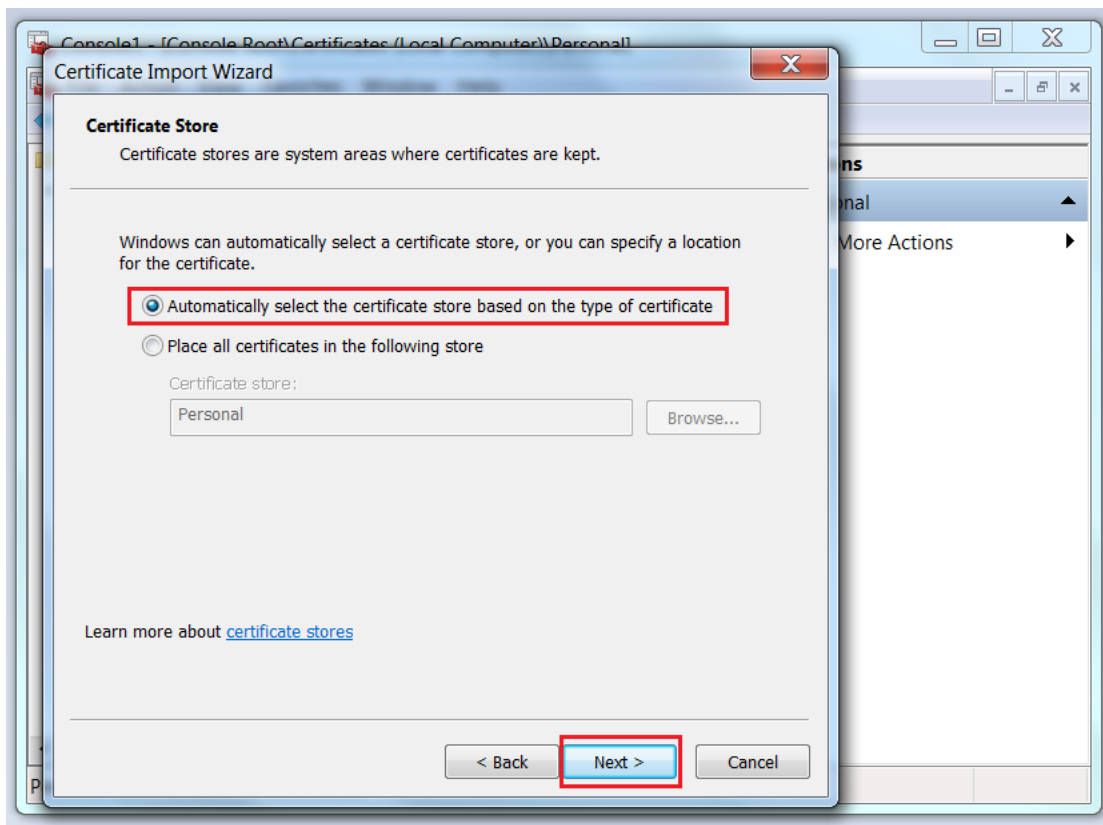 Console1 - [Console Root\Certificates (Local Computer)\Personal]
Certificate Import Wizard
Window Help
Certificate Store
Certificate stores are system areas where certificates are kept.
ns
onal
More Actions
Windows can automatically select a certificate store, or you can specify a location
for the certificate.
Automatically select the certificate store based on the type of certificate
Place all certificates in the following store
Certificate store:
Personal
Browse...
Learn more about certificate stores
< Back
Next >
Cancel
P